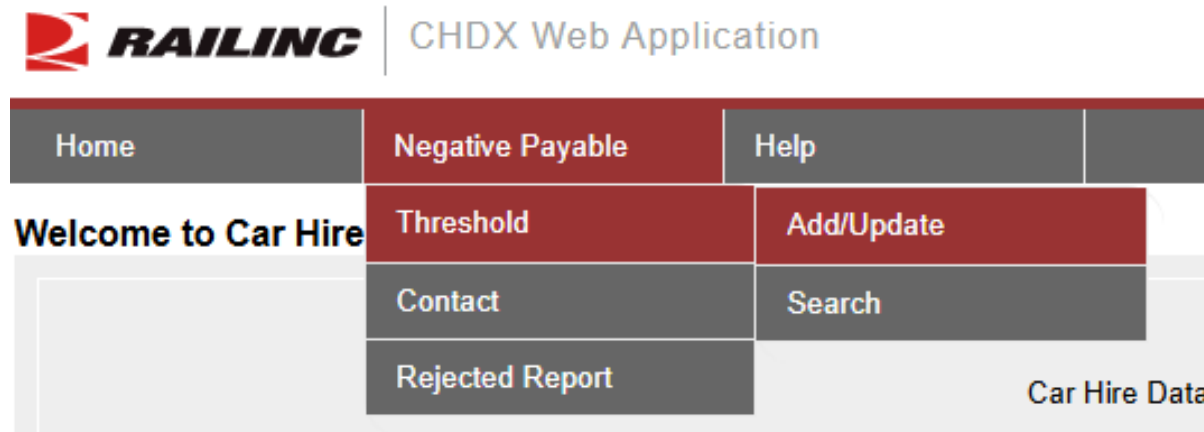 RAILINC CHDX Web Application
Home Negative Payable Help
Welcome to Car Hire Threshold Add/Update
Contact Search
Rejected Report
Car Hire Data